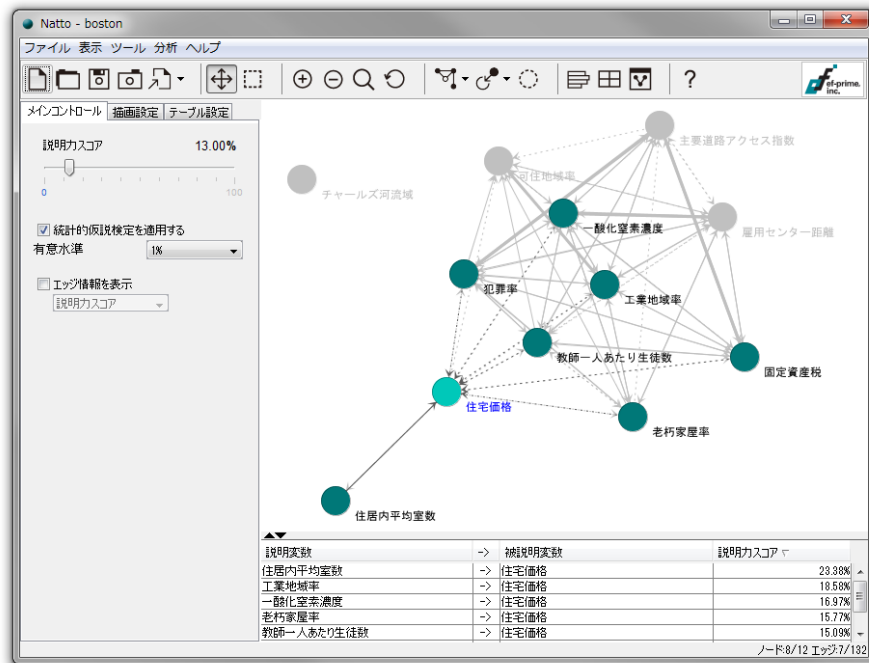 Natto - boston
ファイル 表示 ツール 分析 ヘルプ
?
ef-prime.
inc.
メインコントロール 描画設定 テーブル設定
説明力スコア 13.00%
0 100
統計的仮説検定を適用する
有意水準 1%
エッジ情報を表示
説明力スコア
主要道路アクセス指数
可住地域率
チャールズ河流域
一酸化窒素濃度
雇用センター距離
犯罪率
工業地域率
教師一人あたり生徒数
固定資産税
住宅価格
老朽家屋率
住居内平均室数
説明変数 -> 被説明変数 説明力スコア
住居内平均室数 -> 住宅価格 23.38%
工業地域率 -> 住宅価格 18.58%
一酸化窒素濃度 -> 住宅価格 16.97%
老朽家屋率 -> 住宅価格 15.77%
教師一人あたり生徒数 -> 住宅価格 15.09%
ノード:8/12 エッジ:7/132